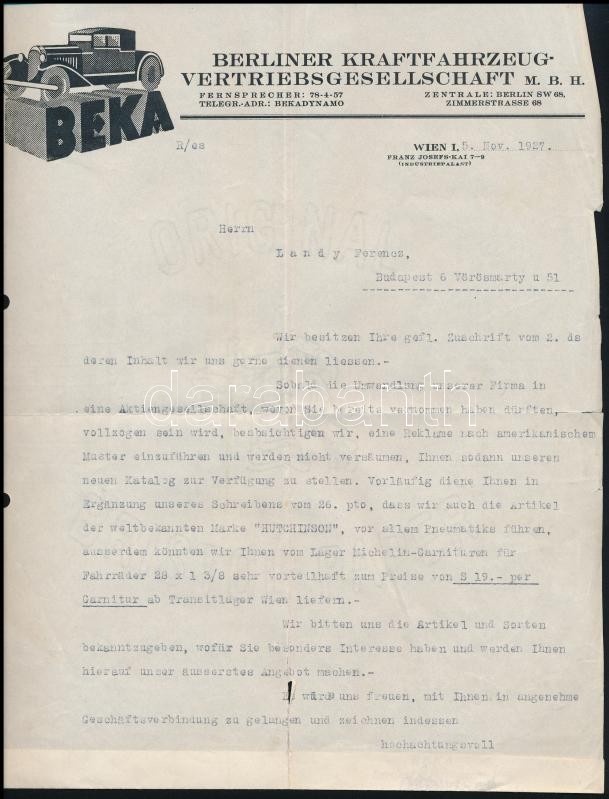 BEKA
BERLINER KRAFTFAHRZEUG-
VERTRIEBSGESELLSCHAFT M. B. H.
FERNSPRECHER: 78-4-57
TELEGR.-ADR.: BEKADYNAMO
ZENTRALE: BERLIN SW 68,
ZIMMERSTRASSE 68
R/es
WIEN I, 5. Nov. 1927.
FRANZ JOSEFS-KAI 7–9
(INDUSTRIEPALAST)
Herrn
L a n d y Ferencz,
Budapest 6 Vörösmarty u 51
Wir besitzen Ihre gefl. Zuschrift vom 2. ds
deren Inhalt wir uns gerne dienen liessen.-
Sobald die Umwandlung unserer Firma in
eine Aktiengesellschaft, wovon Sie bereits vernommen haben dürften,
vollzogen sein wird, beabsichtigen wir, eine Reklame nach amerikanischem
Muster einzuführen und werden nicht versäumen, Ihnen sodann unseren
neuen Katalog zur Verfügung zu stellen. Vorläufig diene Ihnen in
Ergänzung unseres Schreibens vom 26. pto, dass wir auch die Artikel
der weltbekannten Marke "HUTCHINSON", vor allem Pneumatiks führen,
ausserdem könnten wir Ihnen vom Lager Michelin-Garnituren für
Fahrräder 28 x 1 3/8 sehr vorteilhaft zum Preise von S 19.- per
Garnitur ab Transitlager Wien liefern.-
Wir bitten uns die Artikel und Sorten
bekanntzugeben, wofür Sie besonders Interesse haben und werden Ihnen
hierauf unser äusserstes Angebot machen.-
Es würde uns freuen, mit Ihnen in angenehme
Geschäftsverbindung zu gelangen und zeichnen indessen
hochachtungsvoll
darabanth